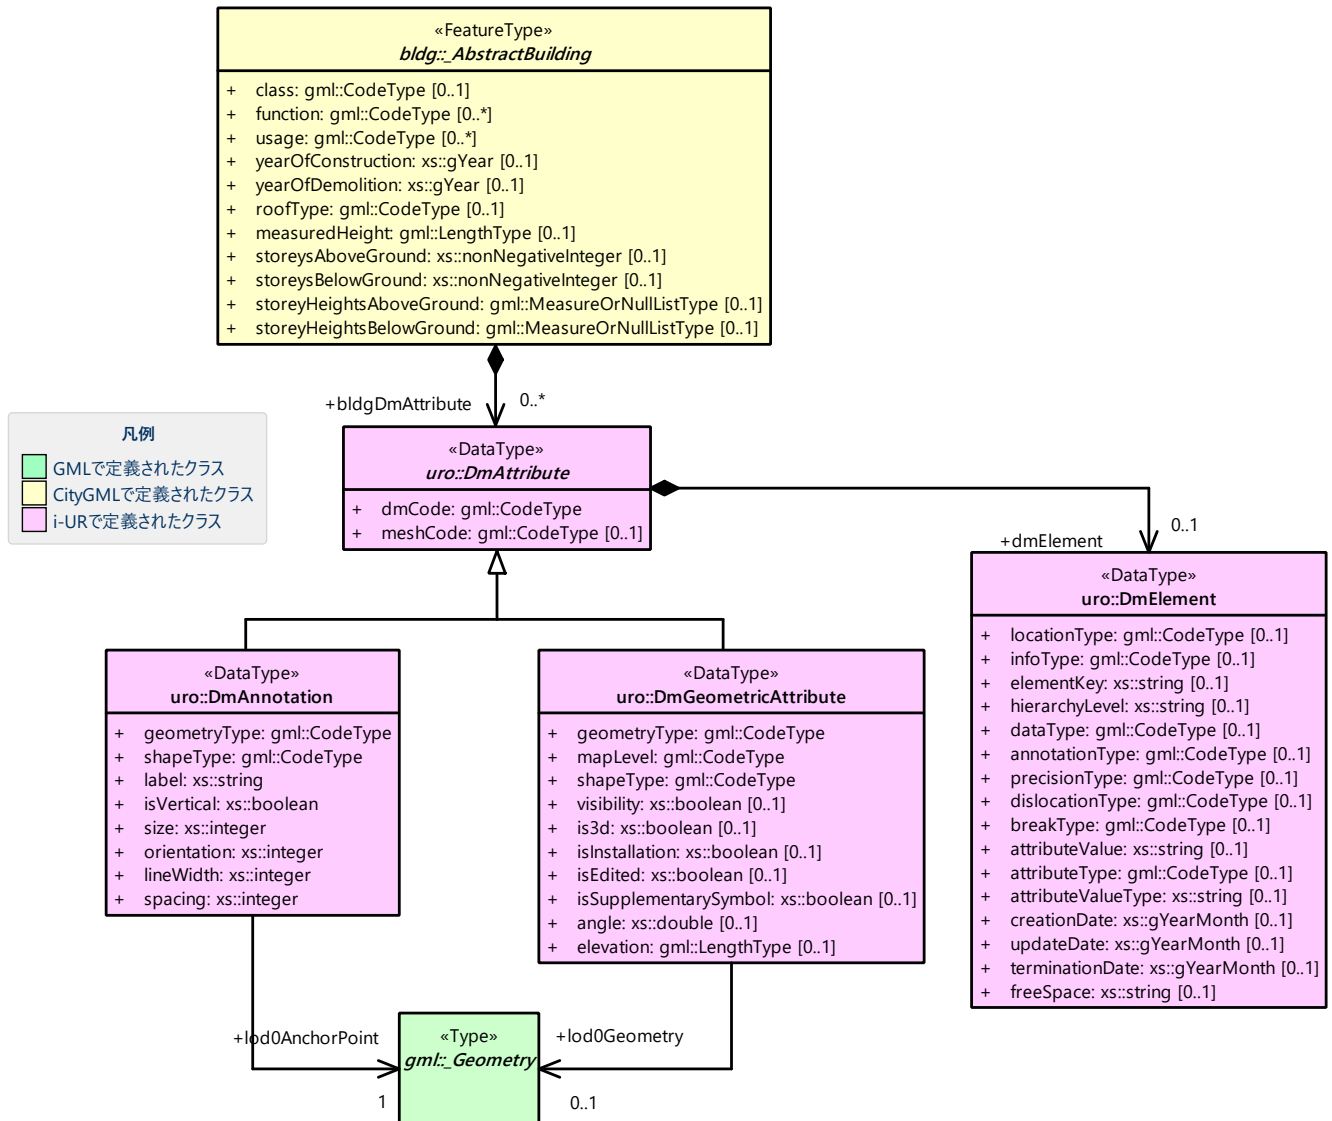 «FeatureType»
bldg::_AbstractBuilding
+ class: gml::CodeType [0..1]
+ function: gml::CodeType [0..*]
+ usage: gml::CodeType [0..*]
+ yearOfConstruction: xs::gYear [0..1]
+ yearOfDemolition: xs::gYear [0..1]
+ roofType: gml::CodeType [0..1]
+ measuredHeight: gml::LengthType [0..1]
+ storeysAboveGround: xs::nonNegativeInteger [0..1]
+ storeysBelowGround: xs::nonNegativeInteger [0..1]
+ storeyHeightsAboveGround: gml::MeasureOrNullListType [0..1]
+ storeyHeightsBelowGround: gml::MeasureOrNullListType [0..1]
+bldgDmAttribute
0..*
凡例
GMLで定義されたクラス
CityGMLで定義されたクラス
i-URで定義されたクラス
«DataType»
uro::DmAttribute
+ dmCode: gml::CodeType
+ meshCode: gml::CodeType [0..1]
+dmElement
0..1
«DataType»
uro::DmElement
+ locationType: gml::CodeType [0..1]
+ infoType: gml::CodeType [0..1]
+ elementKey: xs::string [0..1]
+ hierarchyLevel: xs::string [0..1]
+ dataType: gml::CodeType [0..1]
+ annotationType: gml::CodeType [0..1]
+ precisionType: gml::CodeType [0..1]
+ dislocationType: gml::CodeType [0..1]
+ breakType: gml::CodeType [0..1]
+ attributeValue: xs::string [0..1]
+ attributeType: gml::CodeType [0..1]
+ attributeValueType: xs::string [0..1]
+ creationDate: xs::gYearMonth [0..1]
+ updateDate: xs::gYearMonth [0..1]
+ terminationDate: xs::gYearMonth [0..1]
+ freeSpace: xs::string [0..1]
«DataType»
uro::DmAnnotation
+ geometryType: gml::CodeType
+ shapeType: gml::CodeType
+ label: xs::string
+ isVertical: xs::boolean
+ size: xs::integer
+ orientation: xs::integer
+ lineWidth: xs::integer
+ spacing: xs::integer
«DataType»
uro::DmGeometricAttribute
+ geometryType: gml::CodeType
+ mapLevel: gml::CodeType
+ shapeType: gml::CodeType
+ visibility: xs::boolean [0..1]
+ is3d: xs::boolean [0..1]
+ isInstallation: xs::boolean [0..1]
+ isEdited: xs::boolean [0..1]
+ isSupplementarySymbol: xs::boolean [0..1]
+ angle: xs::double [0..1]
+ elevation: gml::LengthType [0..1]
+lod0AnchorPoint
1
«Type»
gml::_Geometry
+lod0Geometry
0..1